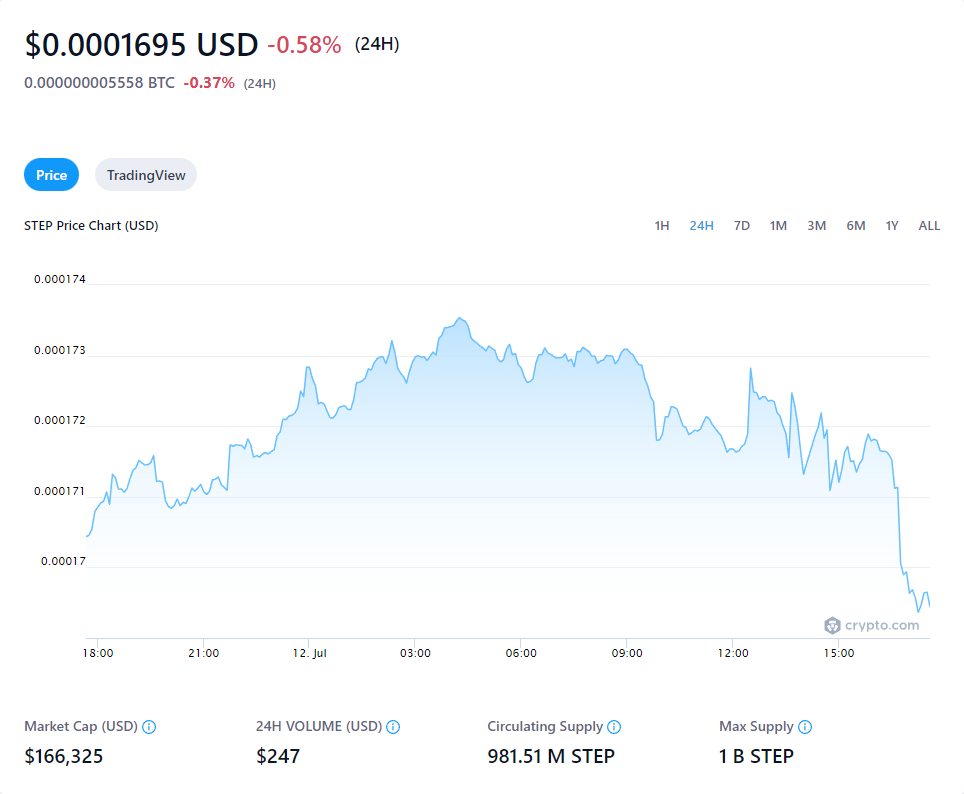 $0.0001695 USD -0.58% (24H)
0.000000005558 BTC -0.37% (24H)
Price TradingView
STEP Price Chart (USD) 1H 24H 7D 1M 3M 6M 1Y ALL
0.000174
0.000173
0.000172
0.000171
0.00017
crypto.com
18:00 21:00 12. Jul 03:00 06:00 09:00 12:00 15:00
Market Cap (USD) 24H VOLUME (USD) Circulating Supply Max Supply
$166,325 $247 981.51 M STEP 1 B STEP